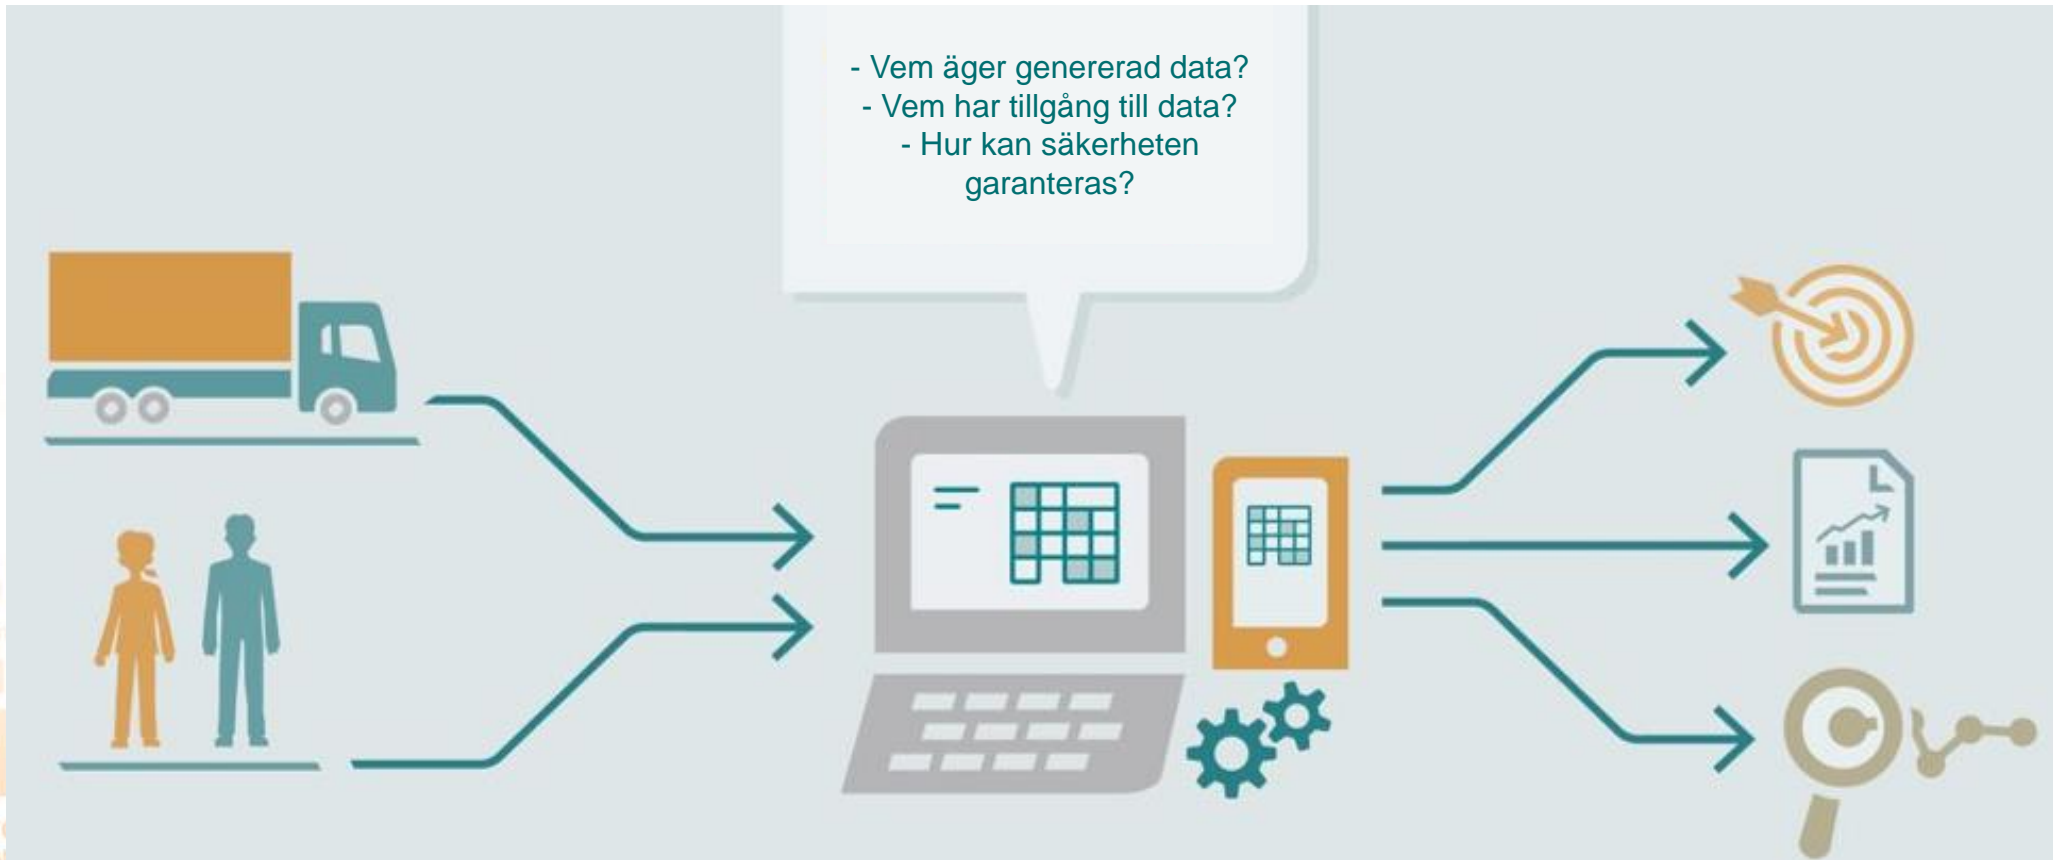 - Vem äger genererad data?
- Vem har tillgång till data?
- Hur kan säkerheten
garanteras?